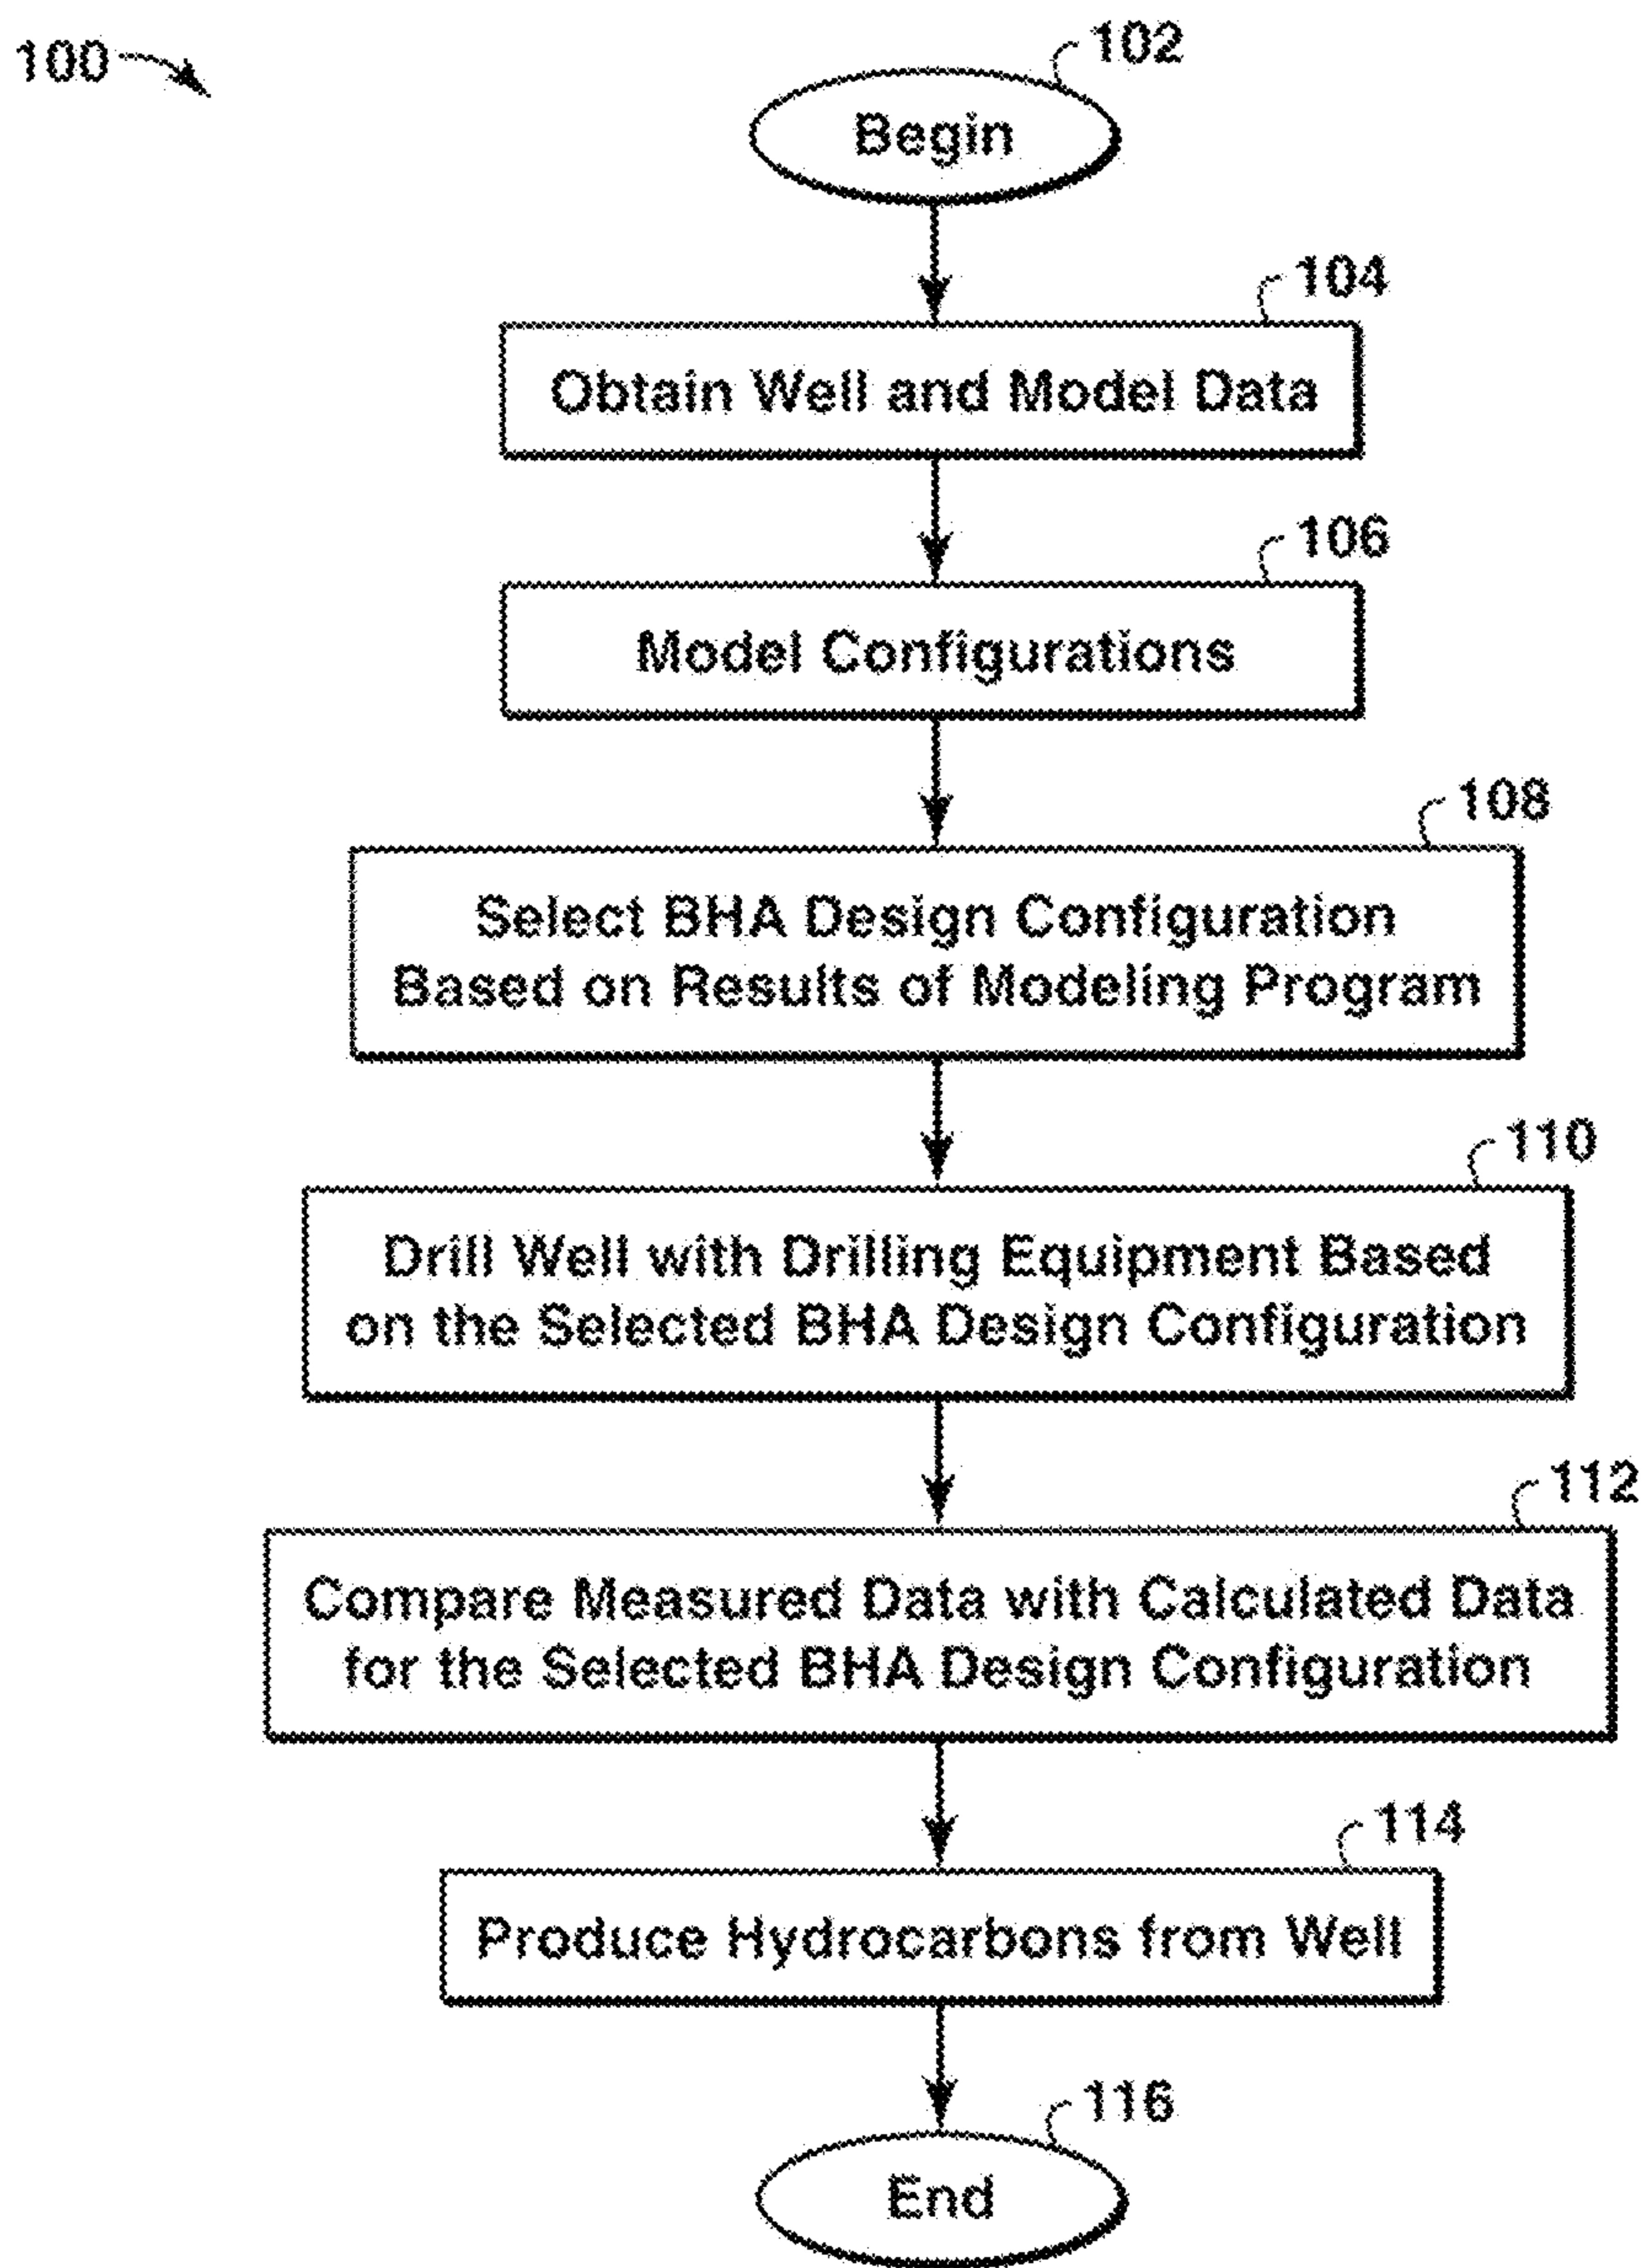 100
102
Begin
104
Obtain Well and Model Data
106
Model Configurations
108
Select BHA Design Configuration
Based on Results of Modeling Program
110
Drill Well with Drilling Equipment Based
on the Selected BHA Design Configuration
112
Compare Measured Data with Calculated Data
for the Selected BHA Design Configuration
114
Produce Hydrocarbons from Well
116
End